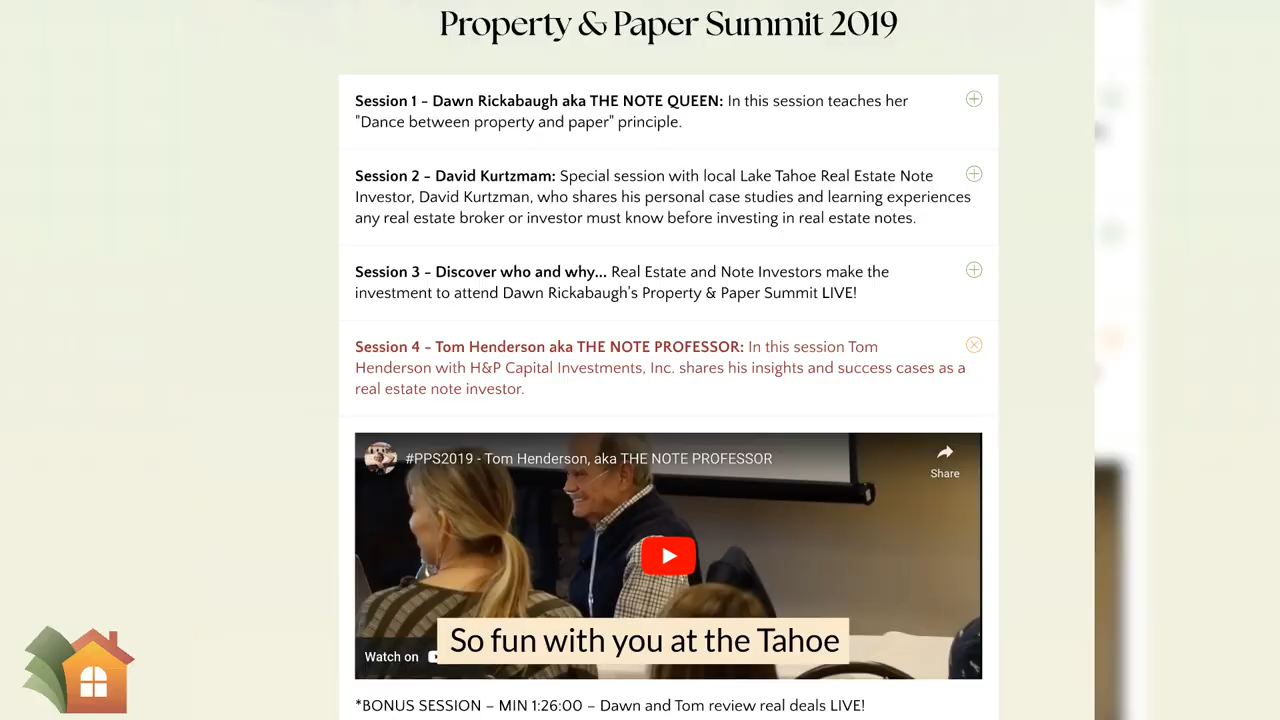 Property & Paper Summit 2019
Session 1 - Dawn Rickabaugh aka THE NOTE QUEEN: In this session teaches her
"Dance between property and paper" principle.
Session 2 - David Kurtzmam: Special session with local Lake Tahoe Real Estate Note
Investor, David Kurtzman, who shares his personal case studies and learning experiences
any real estate broker or investor must know before investing in real estate notes.
Session 3 - Discover who and why... Real Estate and Note Investors make the
investment to attend Dawn Rickabaugh's Property & Paper Summit LIVE!
Session 4 - Tom Henderson aka THE NOTE PROFESSOR: In this session Tom
Henderson with H&P Capital Investments, Inc. shares his insights and success cases as a
real estate note investor.
#PPS2019 - Tom Henderson, aka THE NOTE PROFESSOR
Share
So fun with you at the Tahoe
Watch on
*BONUS SESSION – MIN 1:26:00 – Dawn and Tom review real deals LIVE!